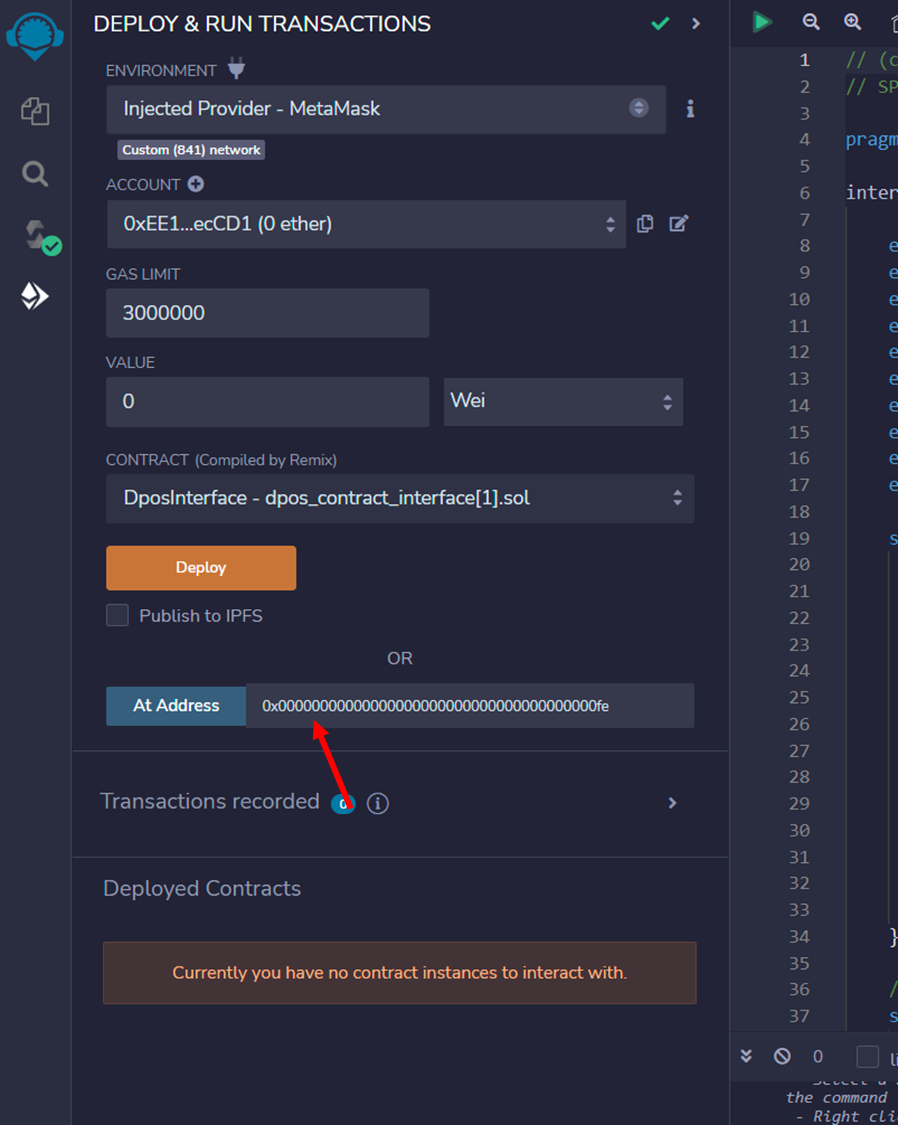 DEPLOY & RUN TRANSACTIONS
ENVIRONMENT
Injected Provider - MetaMask
Custom (841) network
ACCOUNT
0xEE1...ecCD1 (0 ether)
GAS LIMIT
3000000
VALUE
0
Wei
CONTRACT (Compiled by Remix)
DposInterface - dpos_contract_interface[1].sol
Deploy
Publish to IPFS
OR
At Address
0x00000000000000000000000000000000000000fe
Transactions recorded 0
Deployed Contracts
Currently you have no contract instances to interact with.
1 // (c
2 // SP
3
4 pragm
5
6 inter
7
8 e
9 e
10 e
11 e
12 e
13 e
14 e
15 e
16 e
17 e
18
19 s
20
21
22
23
24
25
26
27
28
29
30
31
32
33
34 }
35
36 /
37 s
0 li
the command
- Right cli